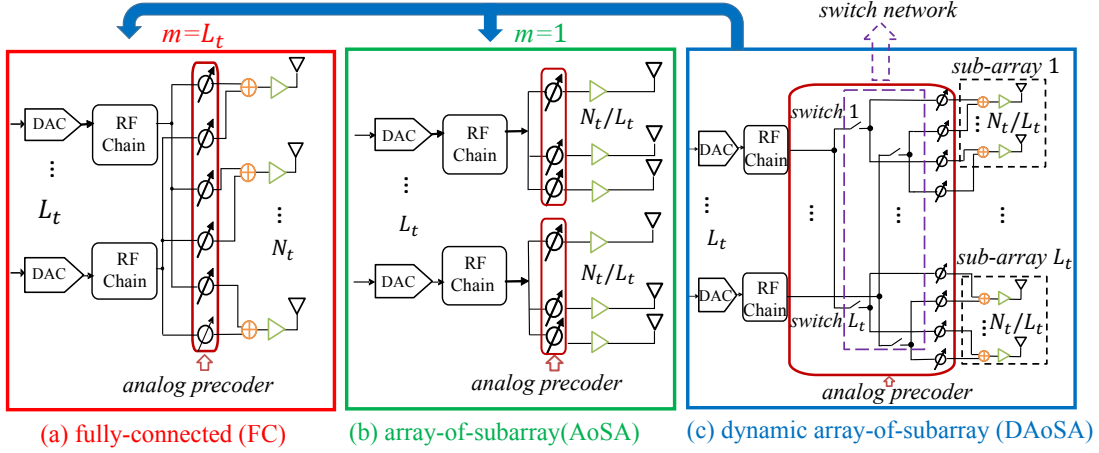 switch network
m=L_t
m=1
DAC
RF Chain
⋮
L_t
DAC
RF Chain
⋮
N_t
analog precoder
DAC
RF Chain
N_t/L_t
⋮
L_t
DAC
RF Chain
N_t/L_t
analog precoder
DAC
RF Chain
switch 1
sub-array 1
⋮ N_t/L_t
⋮
L_t
⋮
⋮
⋮
DAC
RF Chain
switch L_t
sub-array L_t
⋮ N_t/L_t
analog precoder
(a) fully-connected (FC)
(b) array-of-subarray(AoSA)
(c) dynamic array-of-subarray (DAoSA)